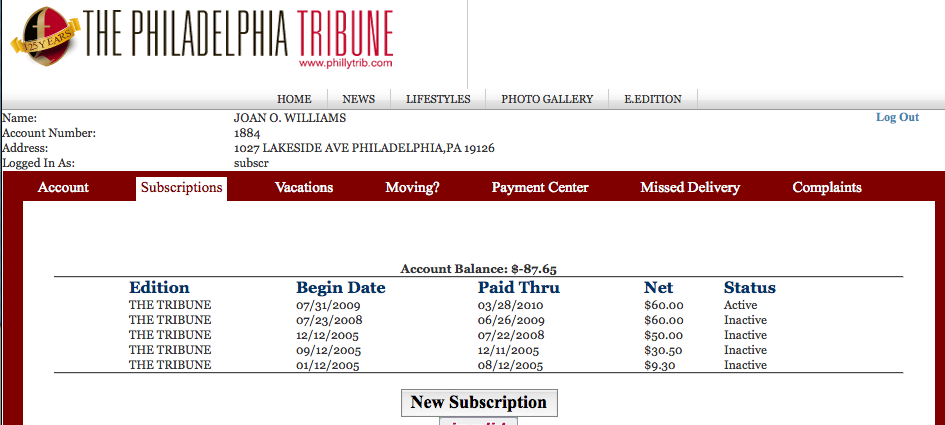 125 YEARS
THE PHILADELPHIA TRIBUNE
www.phillytrib.com
HOME NEWS LIFESTYLES PHOTO GALLERY E.EDITION
Name: JOAN O. WILLIAMS Log Out
Account Number: 1884
Address: 1027 LAKESIDE AVE PHILADELPHIA,PA 19126
Logged In As: subscr
Account Subscriptions Vacations Moving? Payment Center Missed Delivery Complaints
Account Balance: $-87.65
Edition Begin Date Paid Thru Net Status
THE TRIBUNE 07/31/2009 03/28/2010 $60.00 Active
THE TRIBUNE 07/23/2008 06/26/2009 $60.00 Inactive
THE TRIBUNE 12/12/2005 07/22/2008 $50.00 Inactive
THE TRIBUNE 09/12/2005 12/11/2005 $30.50 Inactive
THE TRIBUNE 01/12/2005 08/12/2005 $9.30 Inactive
New Subscription